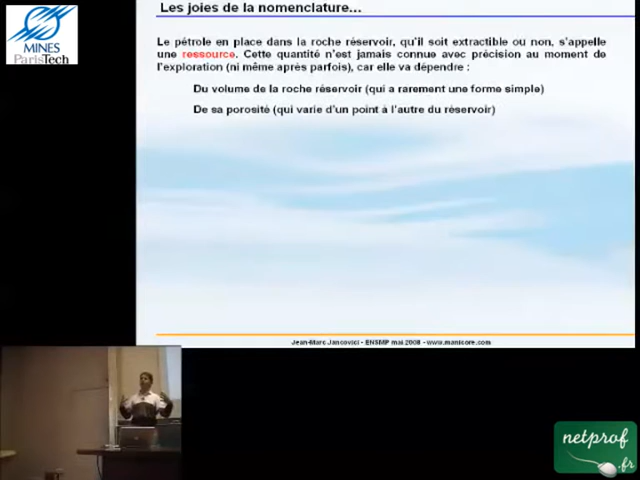 MINES
ParisTech
Les joies de la nomenclature...
Le pétrole en place dans la roche réservoir, qu'il soit extractible ou non, s'appelle
une ressource. Cette quantité n'est jamais connue avec précision au moment de
l'exploration (ni même après parfois), car elle va dépendre :
Du volume de la roche réservoir (qui a rarement une forme simple)
De sa porosité (qui varie d'un point à l'autre du réservoir)
Jean-Marc Jancovici - ENSMP mai 2008 - www.manicore.com
netprof
.fr